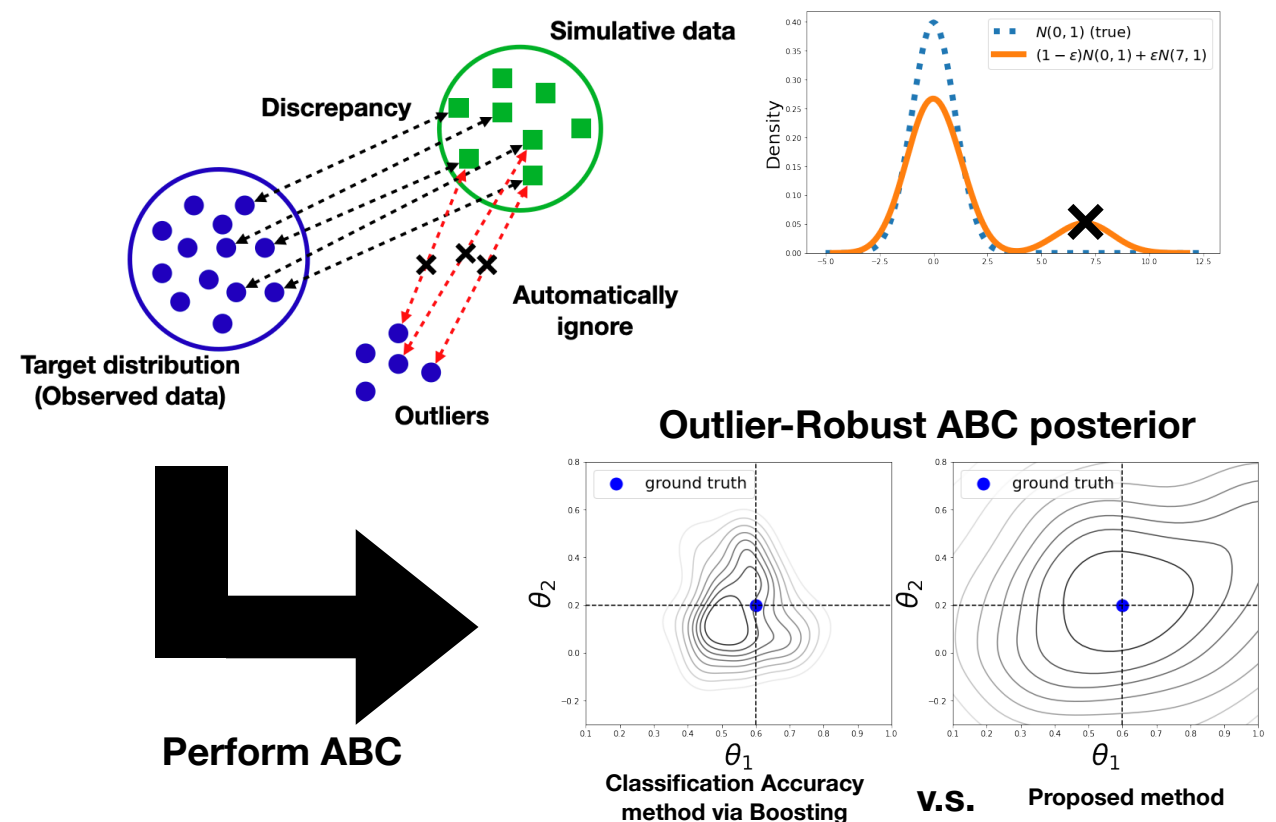 Simulative data
Discrepancy
Target distribution
(Observed data)
Automatically
ignore
Outliers
Density
0.40
0.35
0.30
0.25
0.20
0.15
0.10
0.05
0.00
N(0, 1) (true)
(1 − ε)N(0, 1) + εN(7, 1)
−5.0 −2.5 0.0 2.5 5.0 7.5 10.0 12.5
Outlier-Robust ABC posterior
Perform ABC
ground truth
θ2
0.8
0.6
0.4
0.2
0.0
−0.2
0.1 0.2 0.3 0.4 0.5 0.6 0.7 0.8 0.9 1.0
θ1
Classification Accuracy
method via Boosting
v.s.
ground truth
θ2
0.8
0.6
0.4
0.2
0.0
−0.2
0.1 0.2 0.3 0.4 0.5 0.6 0.7 0.8 0.9 1.0
θ1
Proposed method